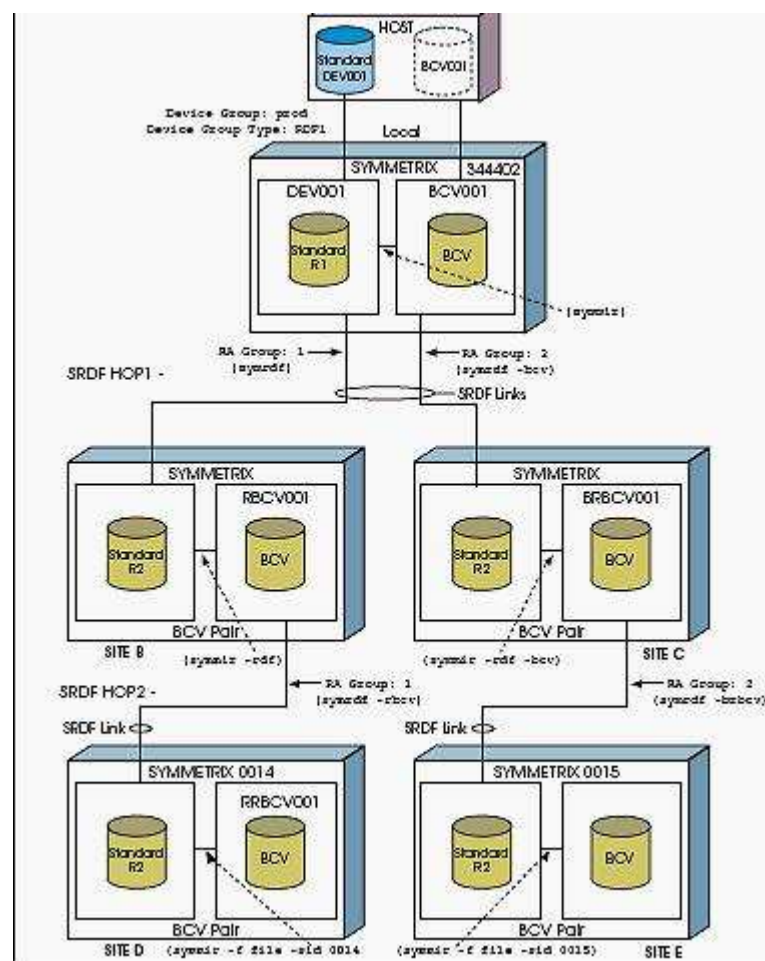 HOST
Standard
DEV001
BCV001
Device Group: prod
Device Group Type: RDF1
Local
SYMMETRIX
344402
DEV001
BCV001
Standard
R1
BCV
(symmir)
RA Group: 1
(symrdf)
RA Group: 2
(symrdf -bcv)
SRDF HOP1 -
SRDF Links
SYMMETRIX
RBCV001
Standard
R2
BCV
BCV Pair
SITE B
(symmir -rdf)
SYMMETRIX
BRBCV001
Standard
R2
BCV
BCV Pair
SITE C
(symmir -rdf -bcv)
SRDF HOP2 -
RA Group: 1
(symrdf -rbcv)
RA Group: 2
(symrdf -brbcv)
SRDF Link
SRDF Link
SYMMETRIX 0014
RRBCV001
Standard
R2
BCV
BCV Pair
SITE D
(symmir -f file -sid 0014
SYMMETRIX 0015
Standard
R2
BCV
BCV Pair
(symmir -f file -sid 0015)
SITE E